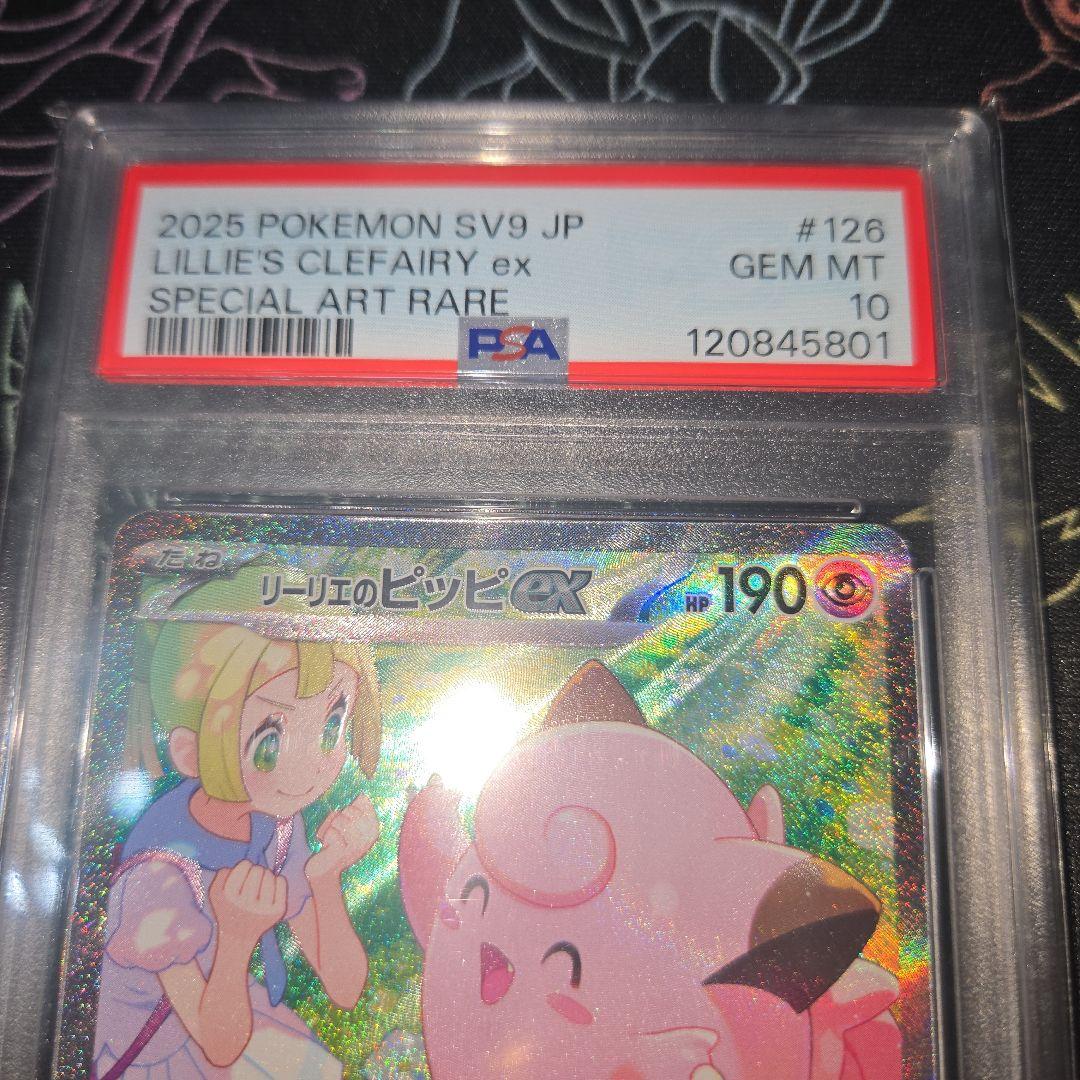 2025 POKEMON SV9 JP #126
LILLIE'S CLEFAIRY ex GEM MT
SPECIAL ART RARE 10
PSA 120845801
たね リーリエのピッピex HP 190